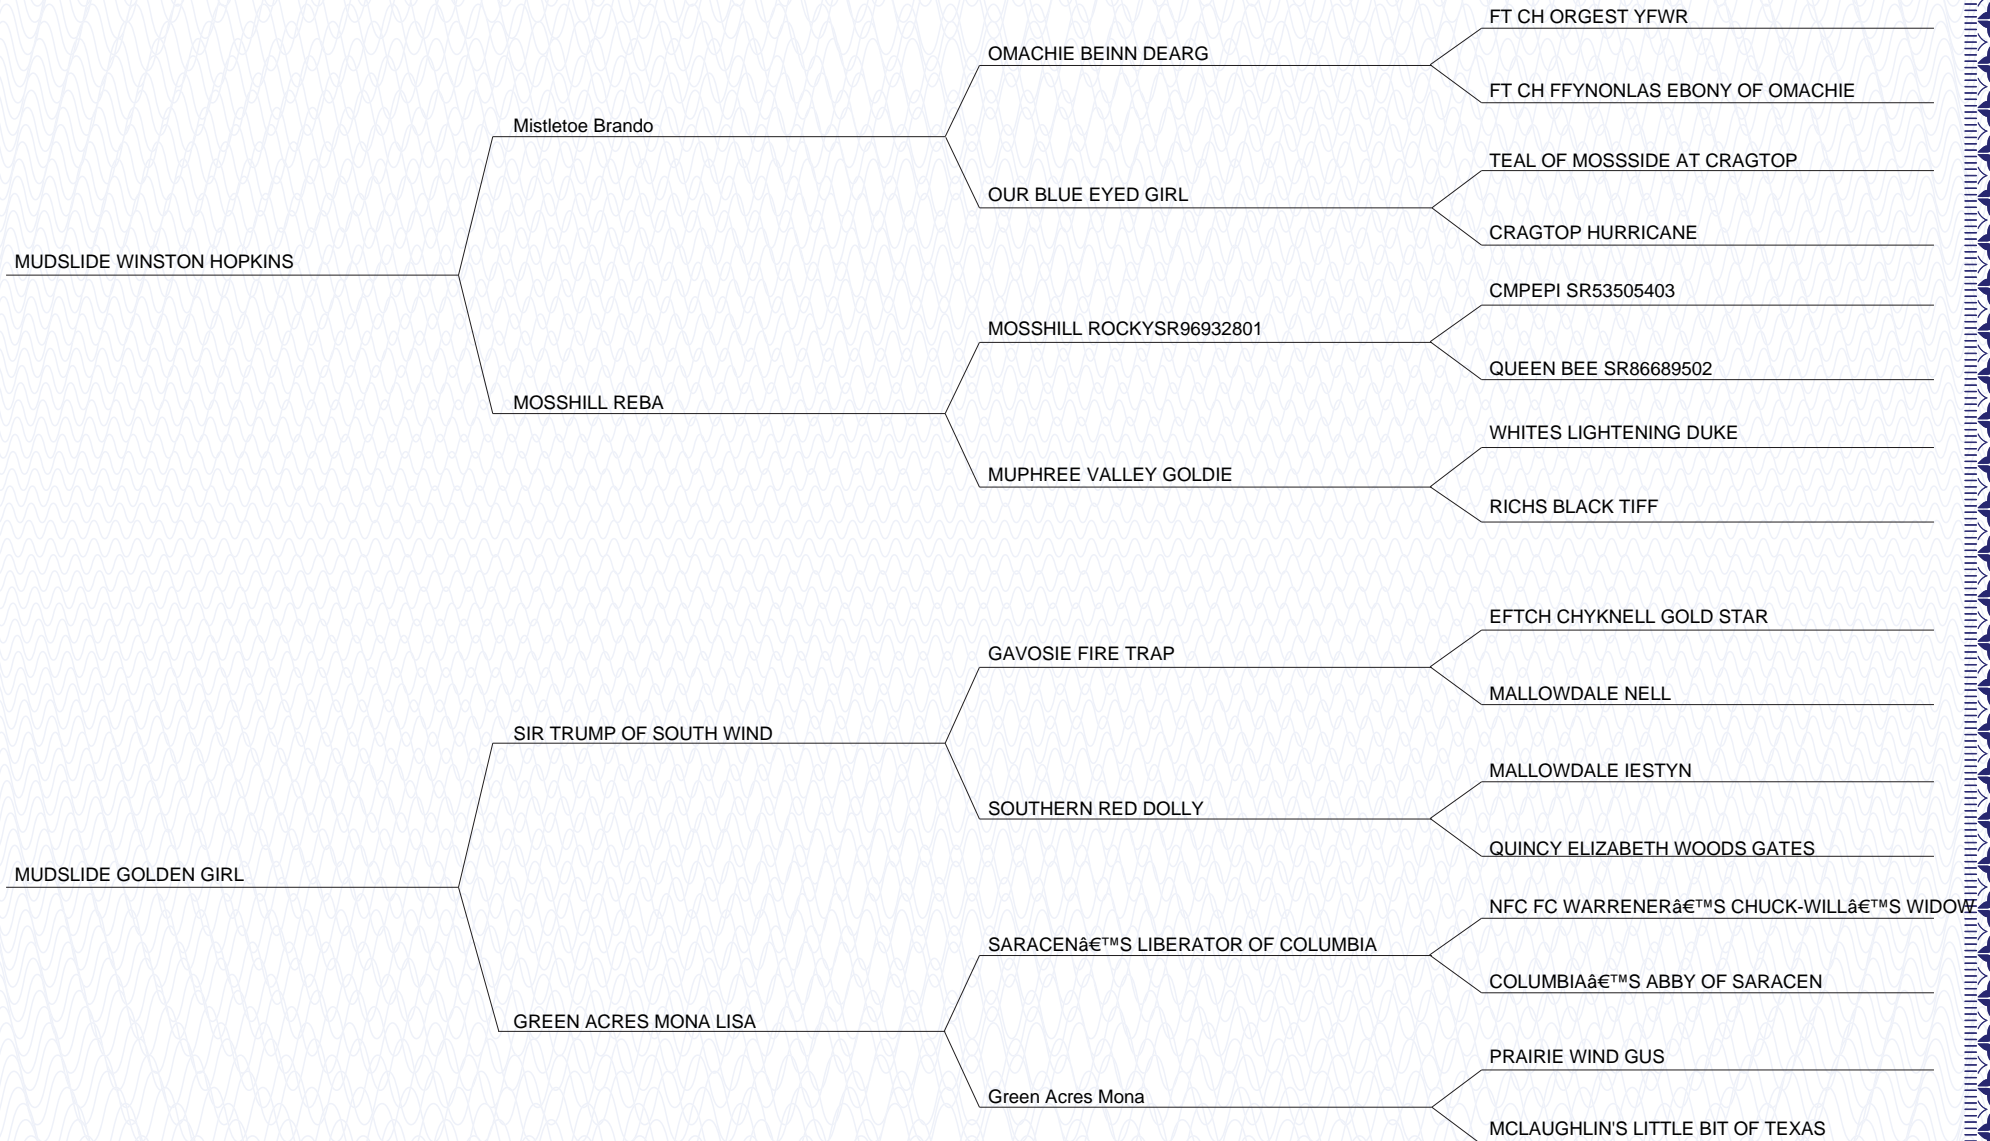 FT CH ORGEST YFWR
OMACHIE BEINN DEARG
FT CH FFYNONLAS EBONY OF OMACHIE
Mistletoe Brando
TEAL OF MOSSSIDE AT CRAGTOP
OUR BLUE EYED GIRL
CRAGTOP HURRICANE
MUDSLIDE WINSTON HOPKINS
CMPEPI SR53505403
MOSSHILL ROCKYSR96932801
QUEEN BEE SR86689502
MOSSHILL REBA
WHITES LIGHTENING DUKE
MUPHREE VALLEY GOLDIE
RICHS BLACK TIFF
EFTCH CHYKNELL GOLD STAR
GAVOSIE FIRE TRAP
MALLOWDALE NELL
SIR TRUMP OF SOUTH WIND
MALLOWDALE IESTYN
SOUTHERN RED DOLLY
QUINCY ELIZABETH WOODS GATES
MUDSLIDE GOLDEN GIRL
NFC FC WARRENERâ€™S CHUCK-WILLâ€™S WIDOW
SARACENâ€™S LIBERATOR OF COLUMBIA
COLUMBIAâ€™S ABBY OF SARACEN
GREEN ACRES MONA LISA
PRAIRIE WIND GUS
Green Acres Mona
MCLAUGHLIN'S LITTLE BIT OF TEXAS